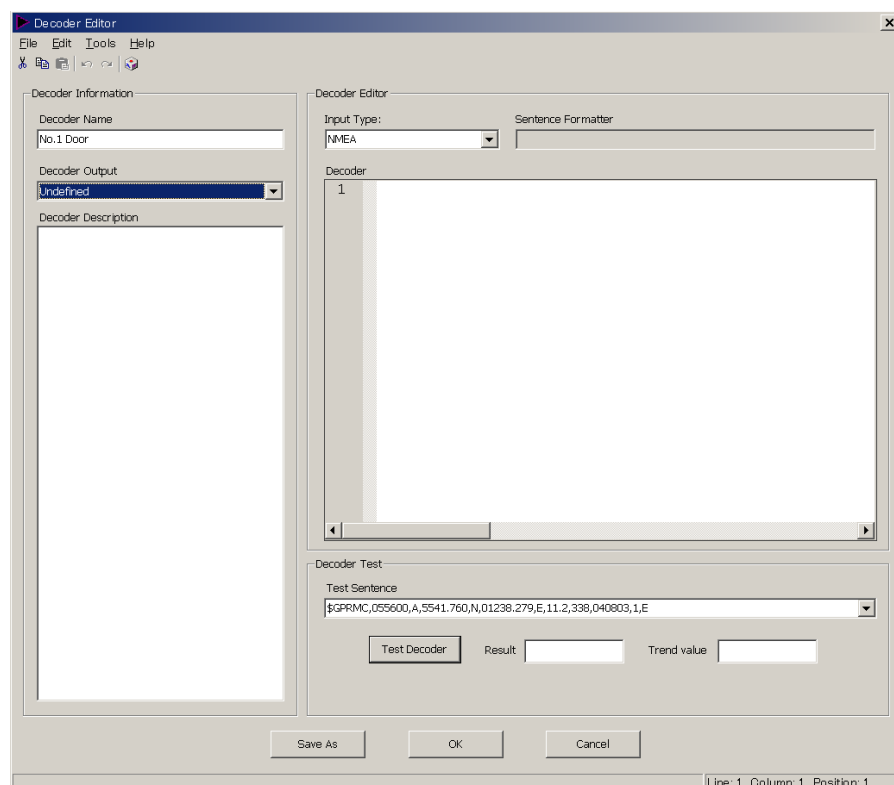 Decoder Editor
File Edit Tools Help
Decoder Information
Decoder Name
No.1 Door
Decoder Output
Undefined
Decoder Description
Decoder Editor
Input Type:
Sentence Formatter
NMEA
Decoder
1
Decoder Test
Test Sentence
$GPRMC,055600,A,5541.760,N,01238.279,E,11.2,338,040803,1,E
Test Decoder
Result
Trend value
Save As
OK
Cancel
Line: 1 Column: 1 Position: 1